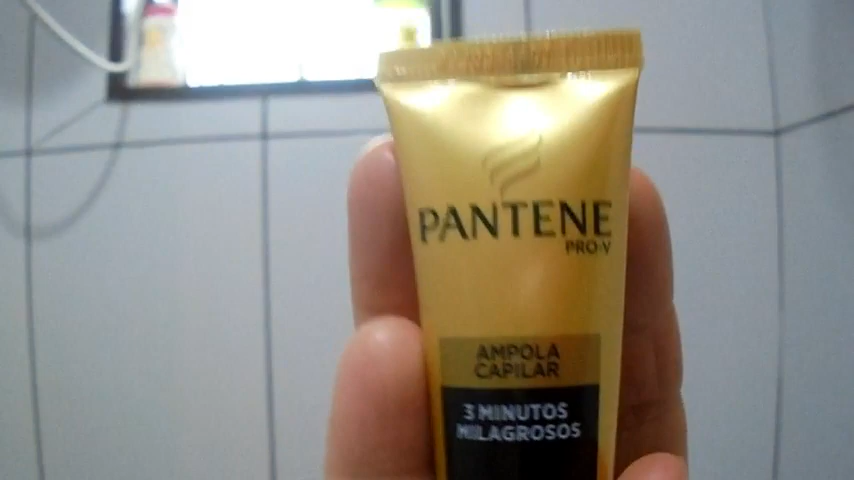 PANTENE
PRO-V
AMPOLA
CAPILAR
3 MINUTOS
MILAGROSOS